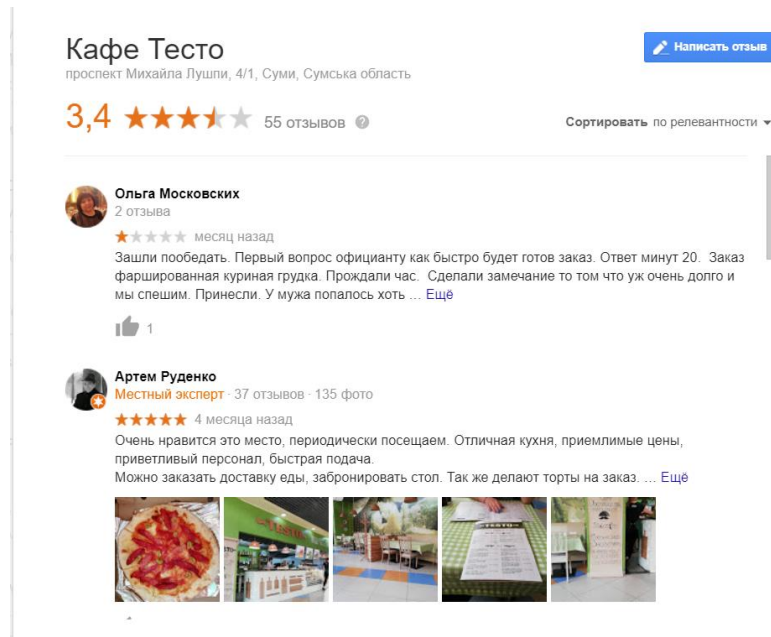 Кафе Тесто
Написать отзыв
проспект Михайла Лушпи, 4/1, Суми, Сумська область
3,4 55 отзывов ?
Сортировать по релевантности
Ольга Московских
2 отзыва
месяц назад
Зашли пообедать. Первый вопрос официанту как быстро будет готов заказ. Ответ минут 20. Заказ
фаршированная куриная грудка. Прождали час. Сделали замечание то том что уж очень долго и
мы спешим. Принесли. У мужа попалось хоть ... Ещё
1
Артем Руденко
Местный эксперт · 37 отзывов · 135 фото
4 месяца назад
Очень нравится это место, периодически посещаем. Отличная кухня, приемлимые цены,
приветливый персонал, быстрая подача.
Можно заказать доставку еды, забронировать стол. Так же делают торты на заказ. ... Ещё
TESTO
TESTO